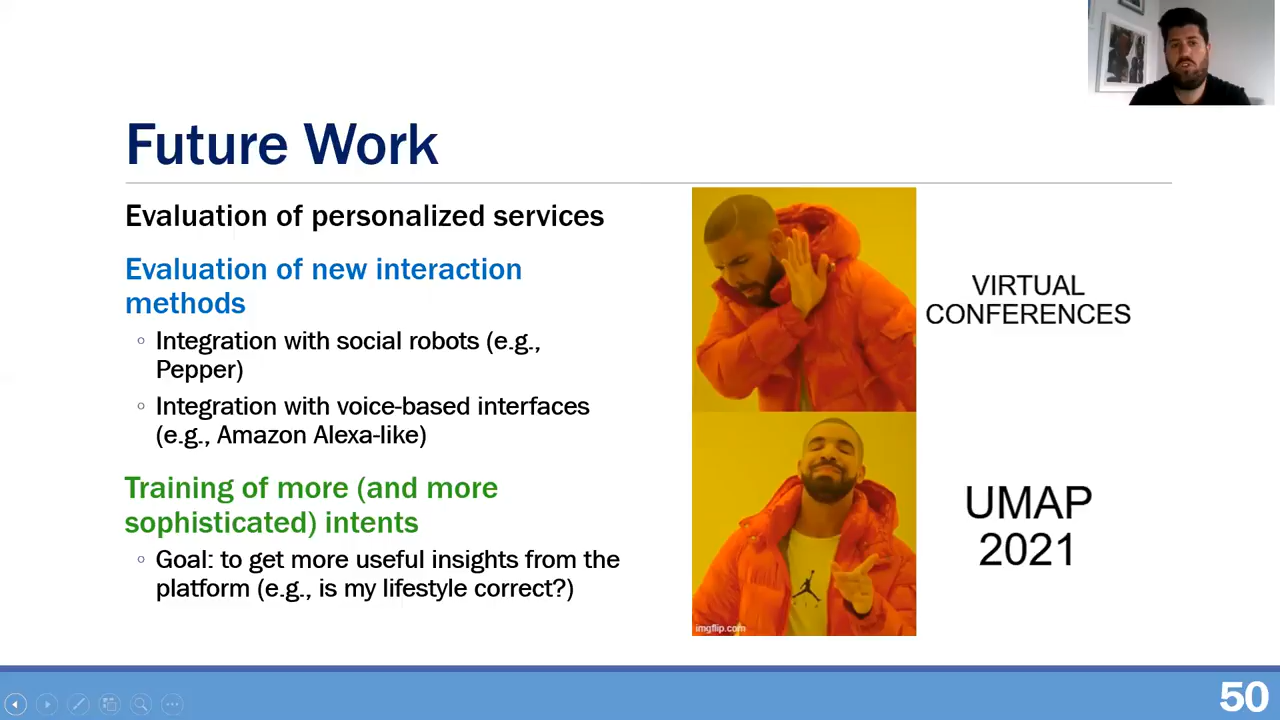 Future Work
Evaluation of personalized services
Evaluation of new interaction
methods
◦ Integration with social robots (e.g.,
Pepper)
◦ Integration with voice-based interfaces
(e.g., Amazon Alexa-like)
Training of more (and more
sophisticated) intents
◦ Goal: to get more useful insights from the
platform (e.g., is my lifestyle correct?)
VIRTUAL
CONFERENCES
UMAP
2021
imgflip.com
50